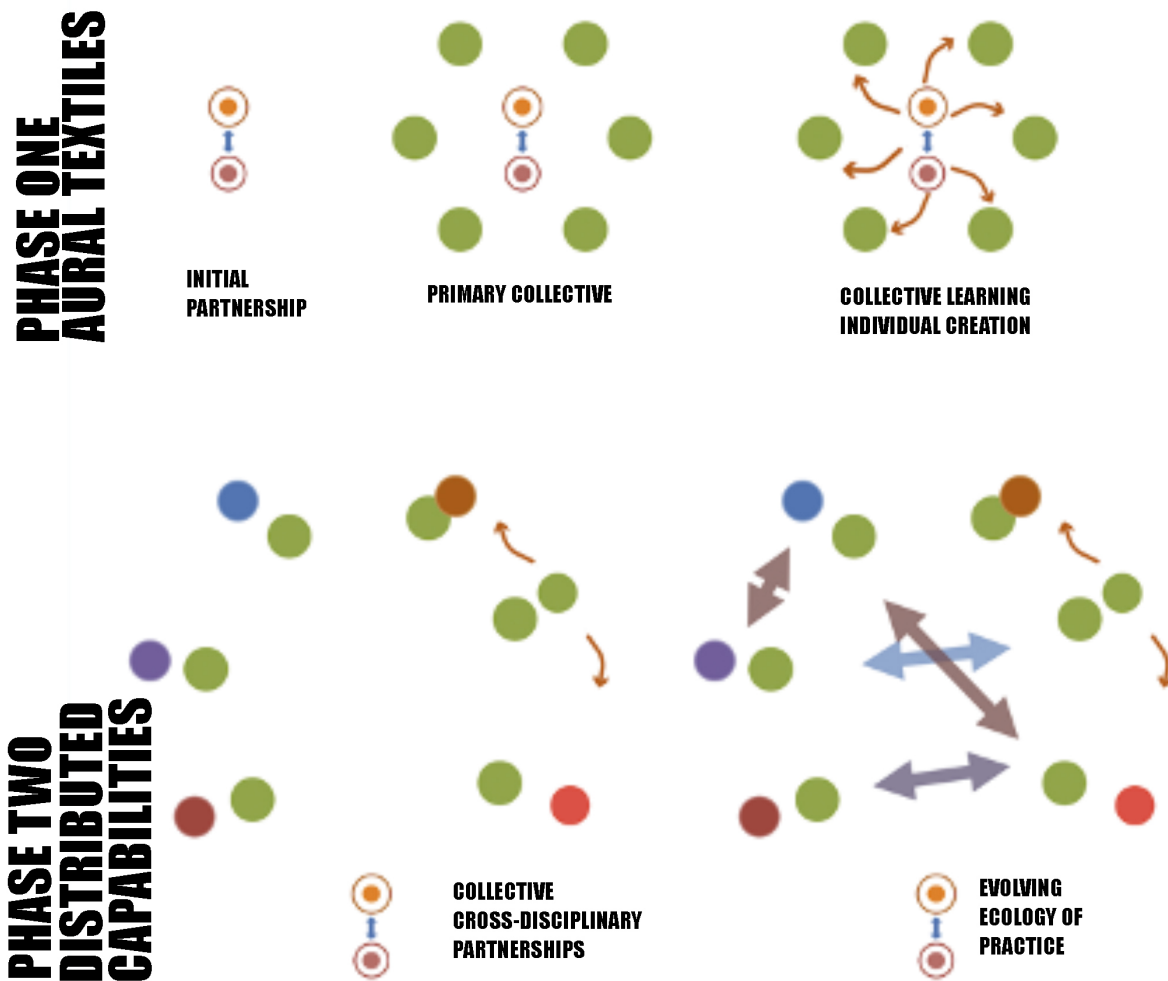 PHASE ONE
AURAL TEXTILES
INITIAL
PARTNERSHIP
PRIMARY COLLECTIVE
COLLECTIVE LEARNING
INDIVIDUAL CREATION
PHASE TWO
DISTRIBUTED
CAPABILITIES
COLLECTIVE
CROSS-DISCIPLINARY
PARTNERSHIPS
EVOLVING
ECOLOGY OF
PRACTICE